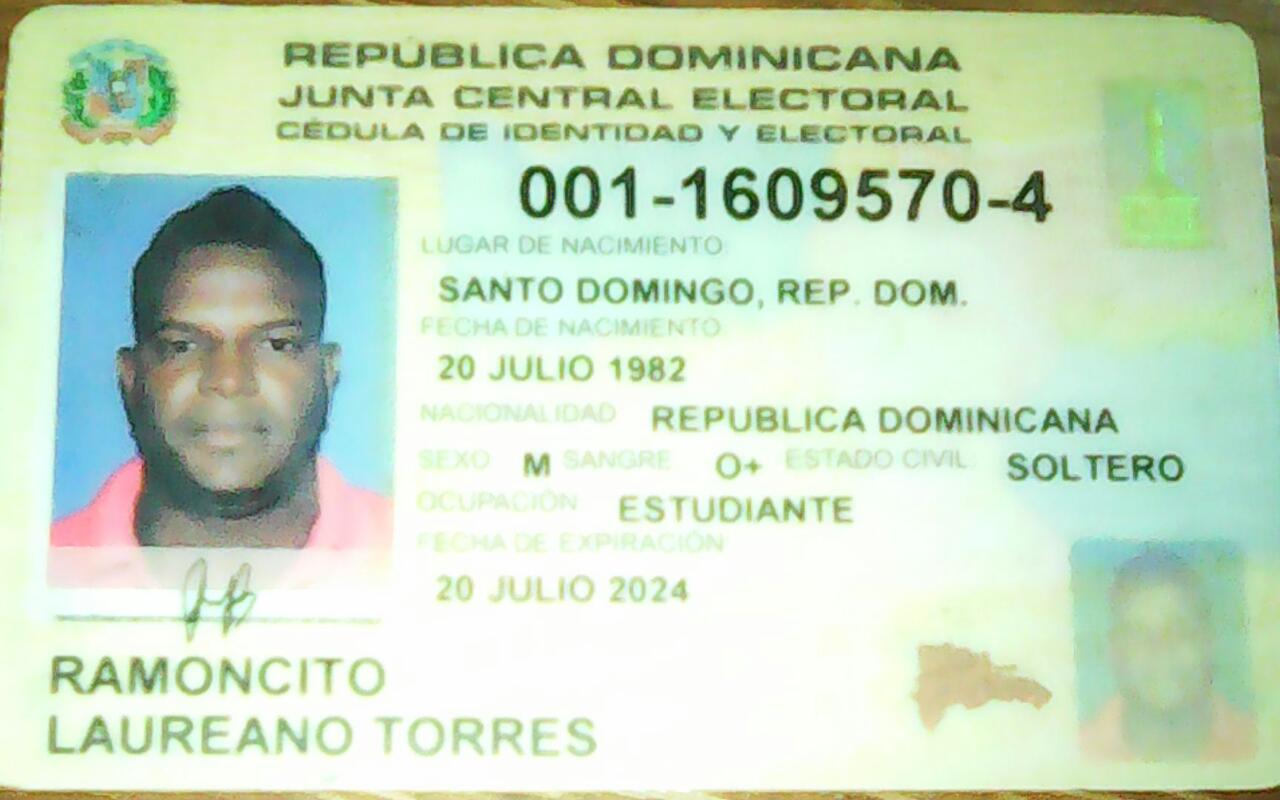 REPÚBLICA DOMINICANA
JUNTA CENTRAL ELECTORAL
CÉDULA DE IDENTIDAD Y ELECTORAL
001-1609570-4
LUGAR DE NACIMIENTO
SANTO DOMINGO, REP. DOM.
FECHA DE NACIMIENTO
20 JULIO 1982
NACIONALIDAD REPUBLICA DOMINICANA
SEXO M SANGRE O+ ESTADO CIVIL SOLTERO
OCUPACIÓN ESTUDIANTE
FECHA DE EXPIRACIÓN
20 JULIO 2024
RAMONCITO
LAUREANO TORRES